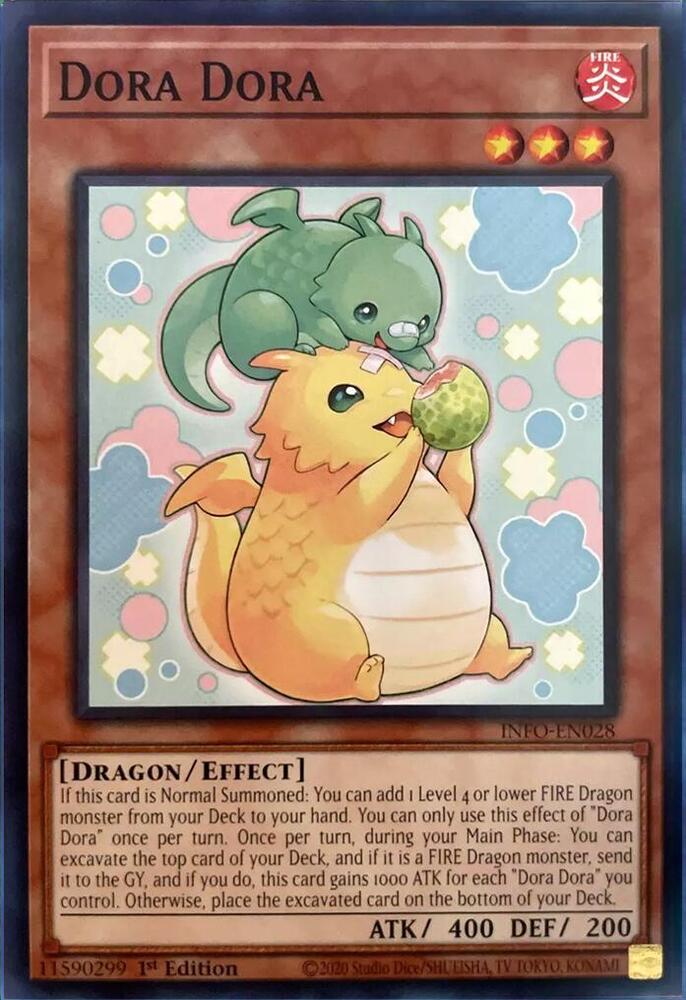 DORA DORA
FIRE
炎
INFO-EN028
[DRAGON/EFFECT]
If this card is Normal Summoned: You can add 1 Level 4 or lower FIRE Dragon
monster from your Deck to your hand. You can only use this effect of "Dora
Dora" once per turn. Once per turn, during your Main Phase: You can
excavate the top card of your Deck, and if it is a FIRE Dragon monster, send
it to the GY, and if you do, this card gains 1000 ATK for each "Dora Dora" you
control. Otherwise, place the excavated card on the bottom of your Deck.
ATK/ 400 DEF/ 200
11590299 1st Edition ©2020 Studio Dice/SHUEISHA, TV TOKYO, KONAMI